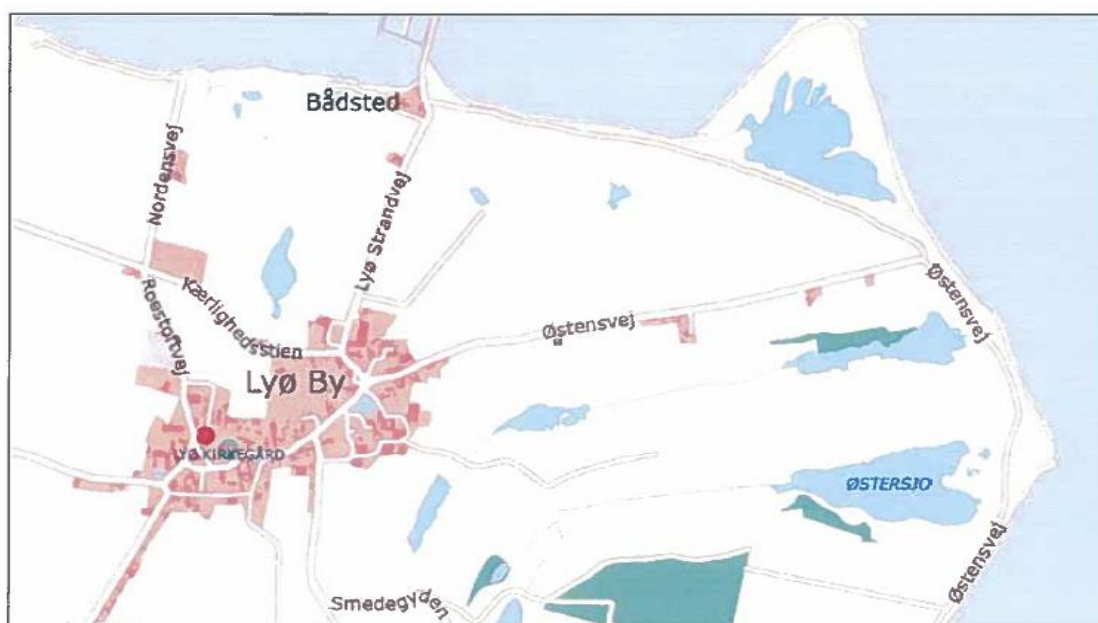 Bådsted
Nordensvej
Lyø Strandvej
Kærlighedsstien
Roestoftvej
Østensvej
Østensvej
Lyø By
LYØ KIRKEGÅRD
ØSTERSJO
Østensvej
Smedegyden